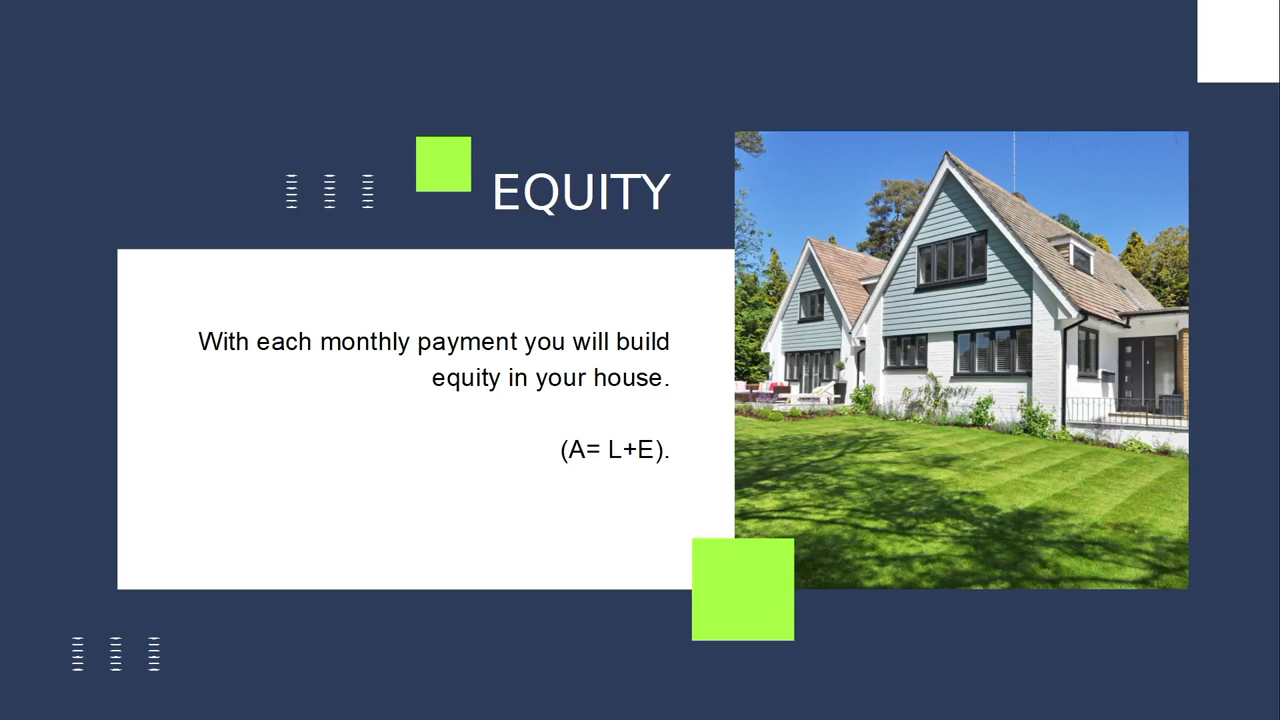 EQUITY
With each monthly payment you will build
equity in your house.
(A= L+E).